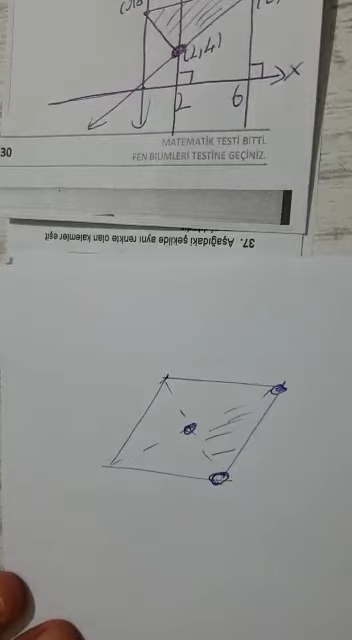 (2,4)
X
2
6
MATEMATİK TESTİ BİTTİ.
30
FEN BİLİMLERİ TESTİNE GEÇİNİZ.
37. Aşağıdaki şekilde aynı renkte olan kalemler eşit